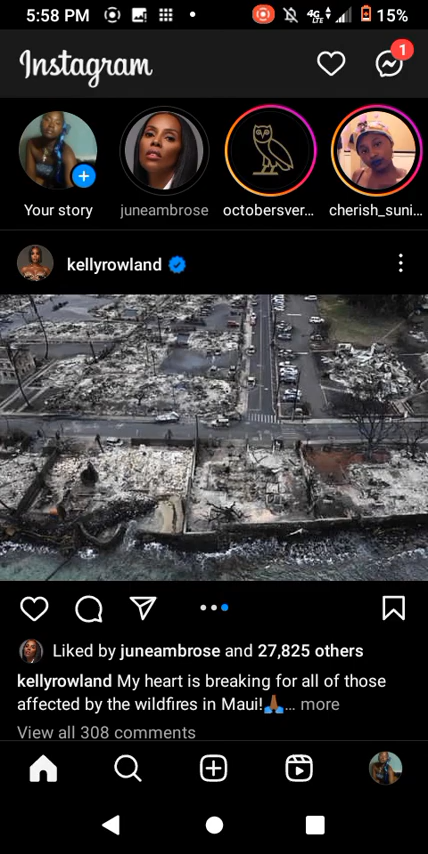 5:58 PM 4G LTE 15%
Instagram
1
Your story juneambrose octobersver... cherish_suni...
kellyrowland
Liked by juneambrose and 27,825 others
kellyrowland My heart is breaking for all of those
affected by the wildfires in Maui!🙏🏾... more
View all 308 comments